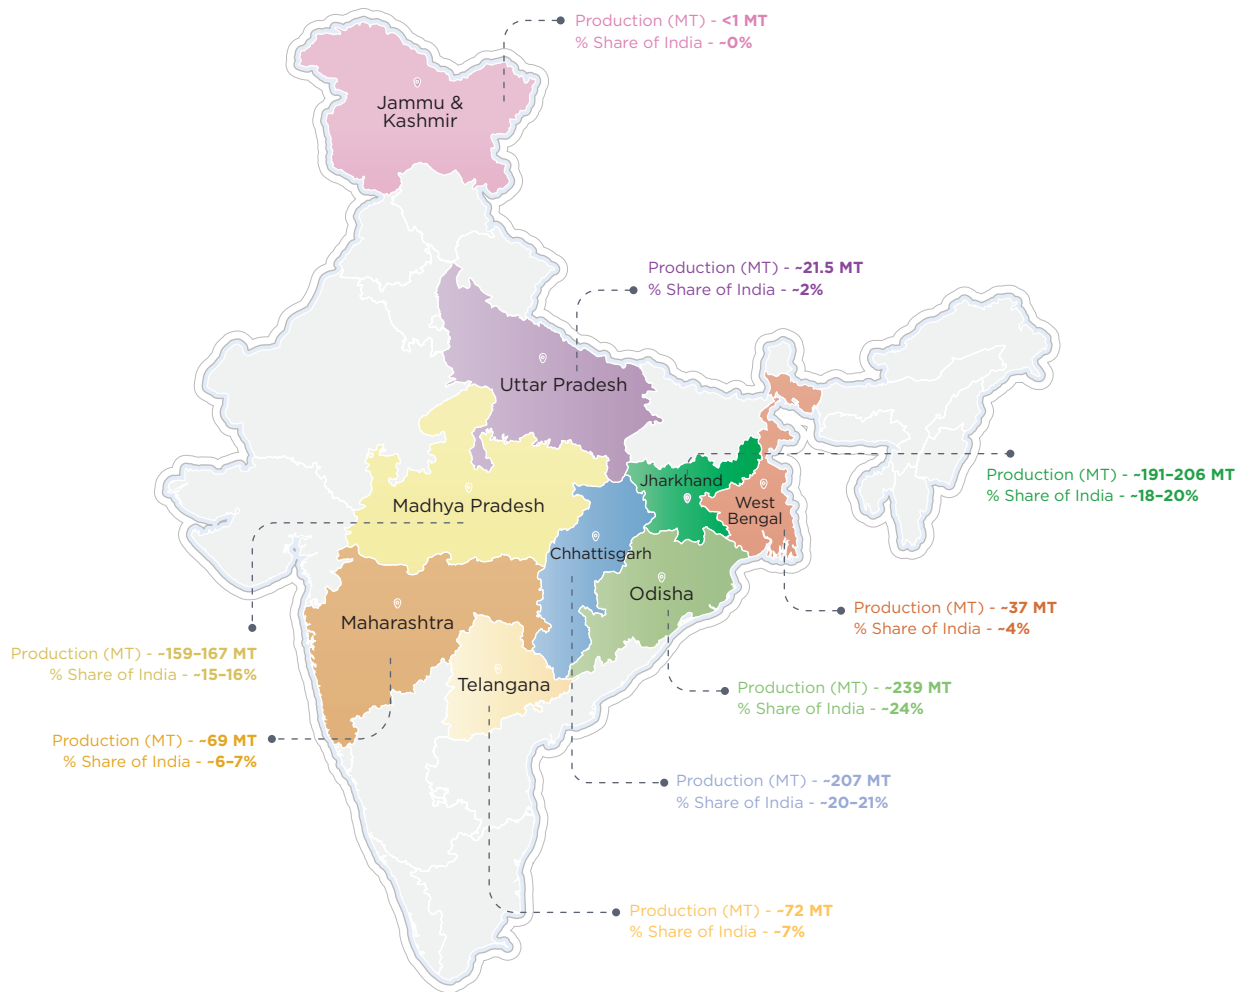 Production (MT) - <1 MT
% Share of India - ~0%
Jammu &
Kashmir
Production (MT) - ~21.5 MT
% Share of India - ~2%
Uttar Pradesh
Production (MT) - ~191–206 MT
% Share of India - ~18–20%
Jharkhand
Madhya Pradesh
West
Bengal
Chhattisgarh
Odisha
Maharashtra
Production (MT) - ~37 MT
% Share of India - ~4%
Production (MT) - ~159–167 MT
% Share of India - ~15–16%
Telangana
Production (MT) - ~239 MT
% Share of India - ~24%
Production (MT) - ~69 MT
% Share of India - ~6–7%
Production (MT) - ~207 MT
% Share of India - ~20–21%
Production (MT) - ~72 MT
% Share of India - ~7%